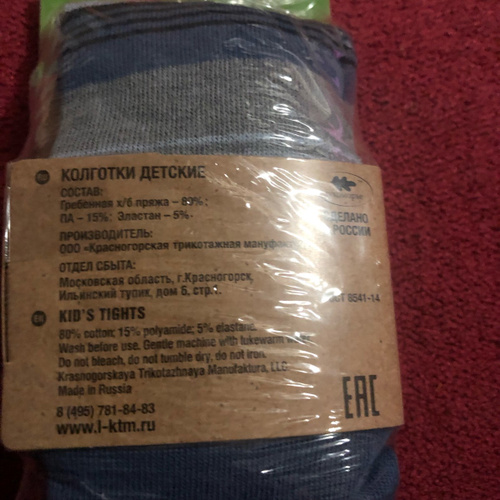 КОЛГОТКИ ДЕТСКИЕ
СОСТАВ:
Гребенная х/б пряжа – 80%;
ПА – 15%; Эластан – 5%.
ПРОИЗВОДИТЕЛЬ:
ООО «Красногорская трикотажная
ОТДЕЛ СБЫТА:
Московская область, г.Красногорск,
Ильинский тупик, дом 6, стр.
8541-14
KID'S TIGHTS
80% cotton; 15% polyamide; 5% elastane.
Wash before use. Gentle machine with lukewarm
Do not bleach, do not tumble dry, do not iron.
Krasnogorskaya Trikotazhnaya Manufaktura, LLC
Made in Russia
8 (495) 781-84-83
www.l-ktm.ru
EAC
РОССИИ